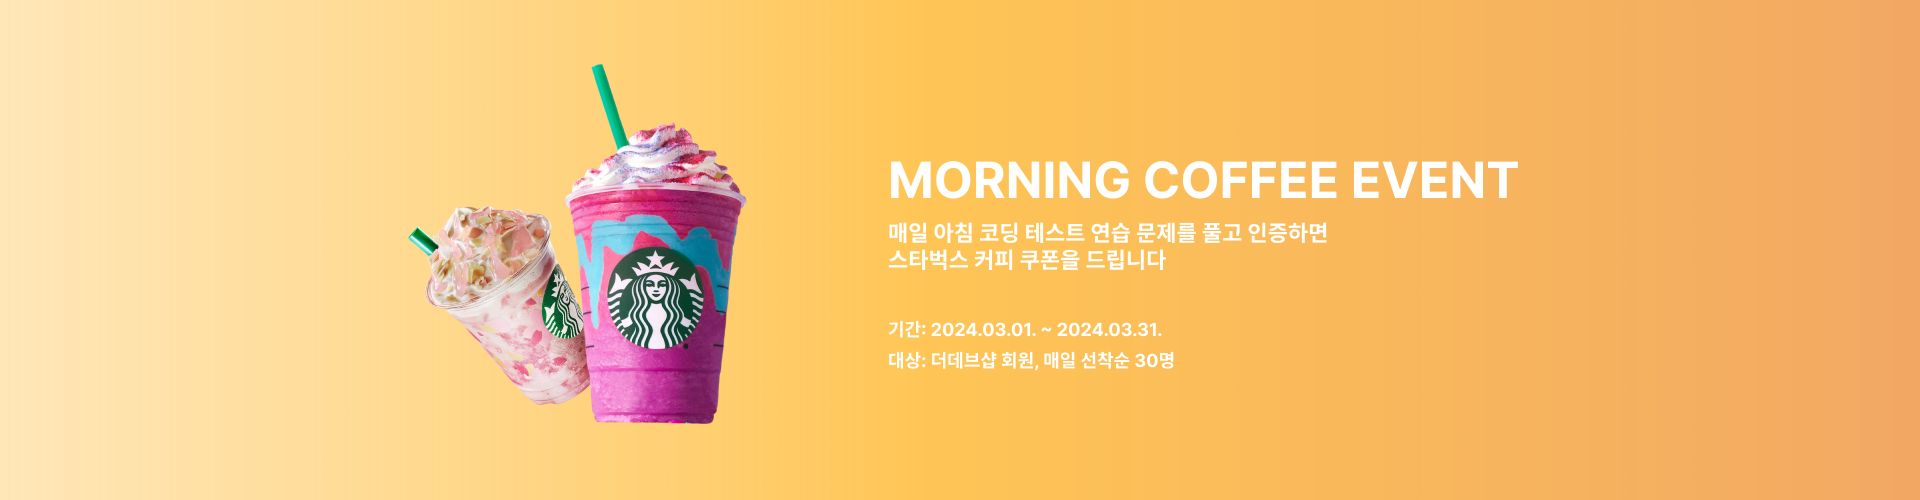 MORNING COFFEE EVENT
매일 아침 코딩 테스트 연습 문제를 풀고 인증하면
스타벅스 커피 쿠폰을 드립니다
기간: 2024.03.01. ~ 2024.03.31.
대상: 더데브샵 회원, 매일 선착순 30명